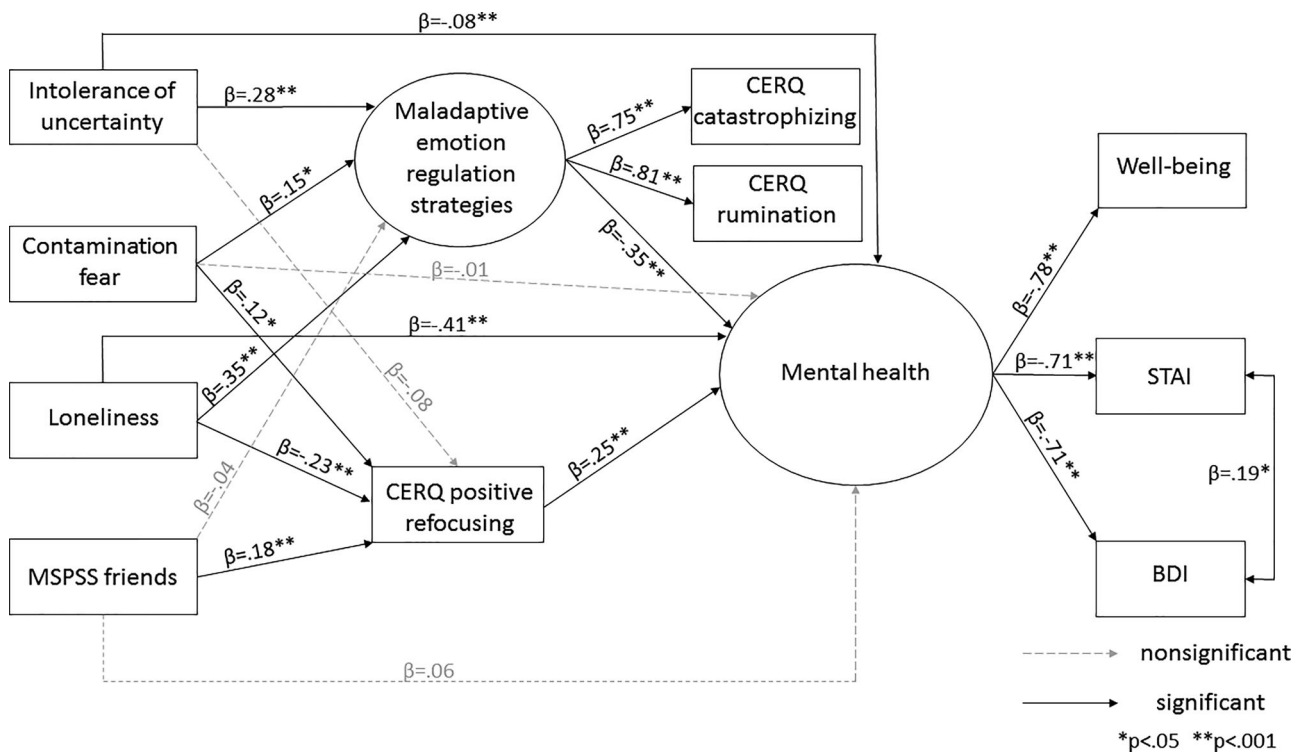 β=-.08**
Intolerance of
uncertainty
β=.28**
Maladaptive
emotion
regulation
strategies
CERQ
catastrophizing
β=.75**
β=.81**
CERQ
rumination
Well-being
β=.15*
Contamination
fear
β=-.01
β=-.35**
β=.12*
β=-.78**
β=-.41**
Mental health
β=-.71**
STAI
β=.35**
β=-.08
Loneliness
β=-.23**
β=.25**
β=-.71**
β=.19*
β=-.04
CERQ positive
refocusing
MSPSS friends
β=.18**
BDI
β=.06
nonsignificant
significant
*p<.05 **p<.001